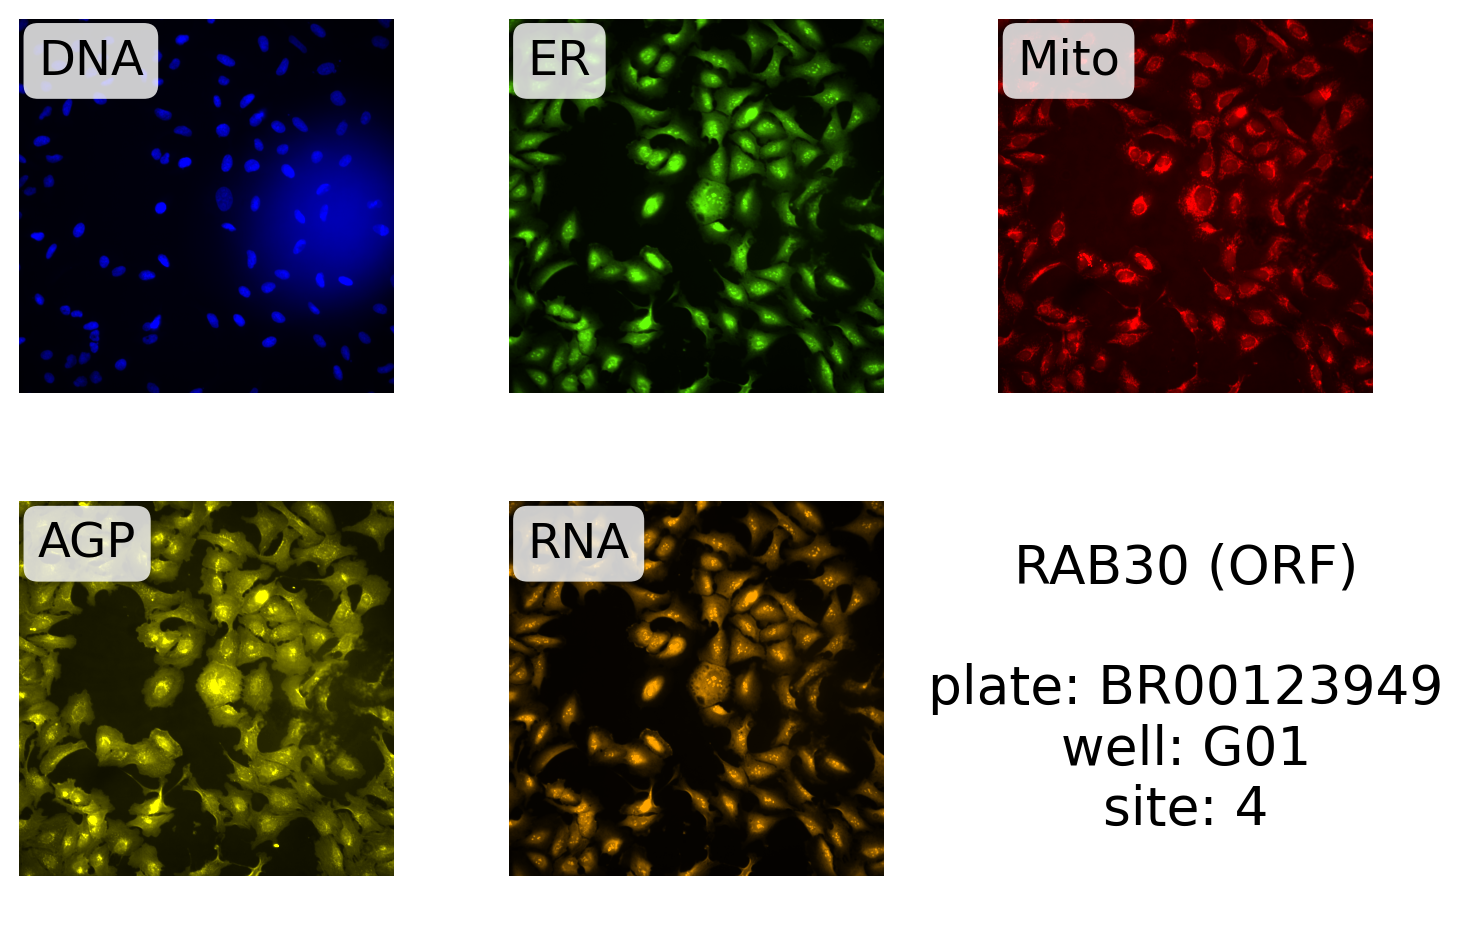 DNA
ER
Mito
AGP
RNA
RAB30 (ORF)
plate: BR00123949
well: G01
site: 4